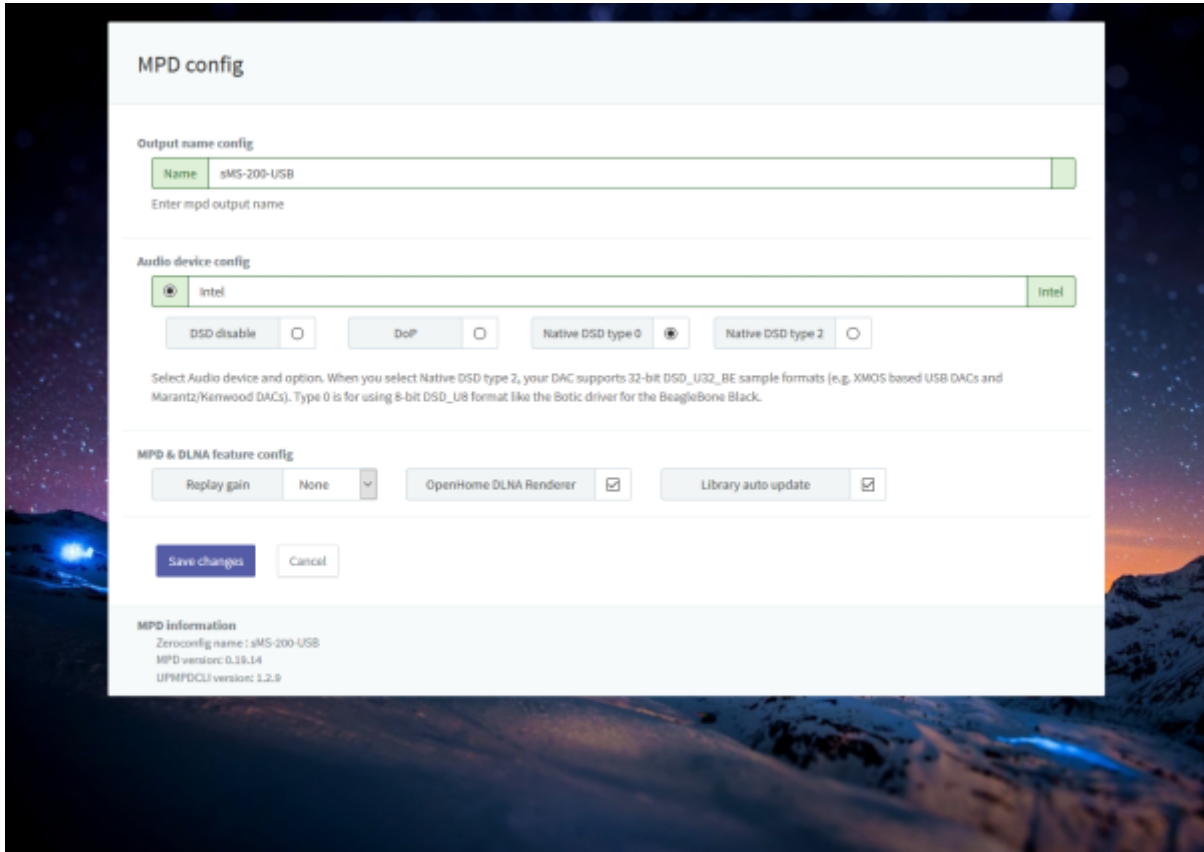 MPD config
Output name config
Name sMS-200-USB
Enter mpd output name
Audio device config
Intel Intel
DSD disable DoP Native DSD type 0 Native DSD type 2
Select Audio device and option. When you select Native DSD type 2, your DAC supports 32-bit DSD_U32_BE sample formats (e.g. XMOS based USB DACs and
Marantz/Kenwood DACs). Type 0 is for using 8-bit DSD_U8 format like the Botic driver for the BeagleBone Black.
MPD & DLNA feature config
Replay gain None OpenHome DLNA Renderer Library auto update
Save changes Cancel
MPD information
Zeroconfig name : sMS-200-USB
MPD version: 0.19.14
UPMPDCLI version: 1.2.9